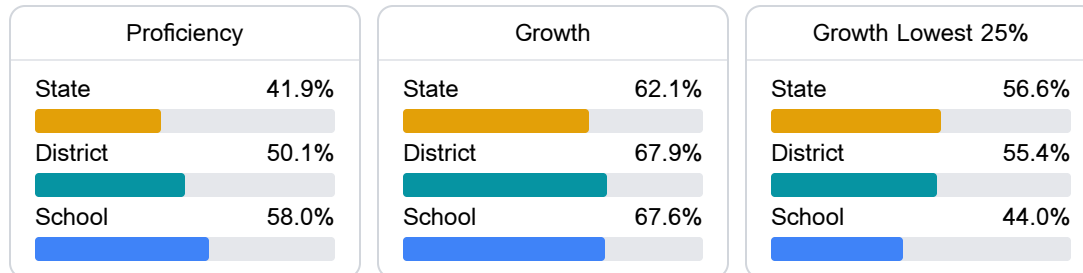 Proficiency
State 41.9%
District 50.1%
School 58.0%
Growth
State 62.1%
District 67.9%
School 67.6%
Growth Lowest 25%
State 56.6%
District 55.4%
School 44.0%